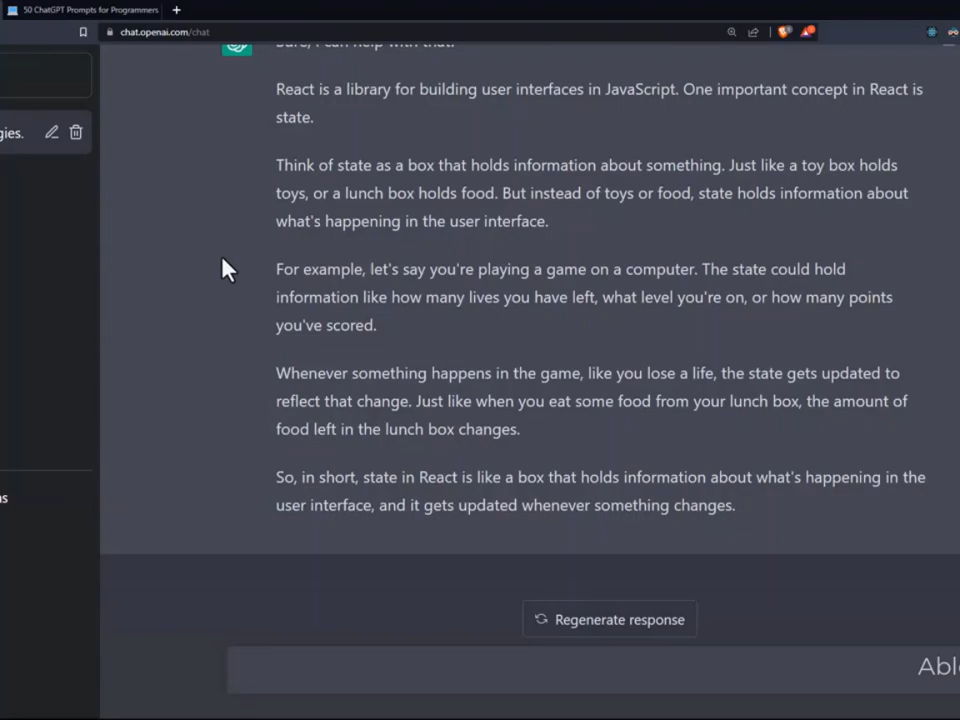 50 ChatGPT Prompts for Programmers
chat.openai.com/chat
Sure, I can help with that.
React is a library for building user interfaces in JavaScript. One important concept in React is
state.
Think of state as a box that holds information about something. Just like a toy box holds
toys, or a lunch box holds food. But instead of toys or food, state holds information about
what's happening in the user interface.
gies.
For example, let's say you're playing a game on a computer. The state could hold
information like how many lives you have left, what level you're on, or how many points
you've scored.
Whenever something happens in the game, like you lose a life, the state gets updated to
reflect that change. Just like when you eat some food from your lunch box, the amount of
food left in the lunch box changes.
So, in short, state in React is like a box that holds information about what's happening in the
user interface, and it gets updated whenever something changes.
ns
Regenerate response
Abl